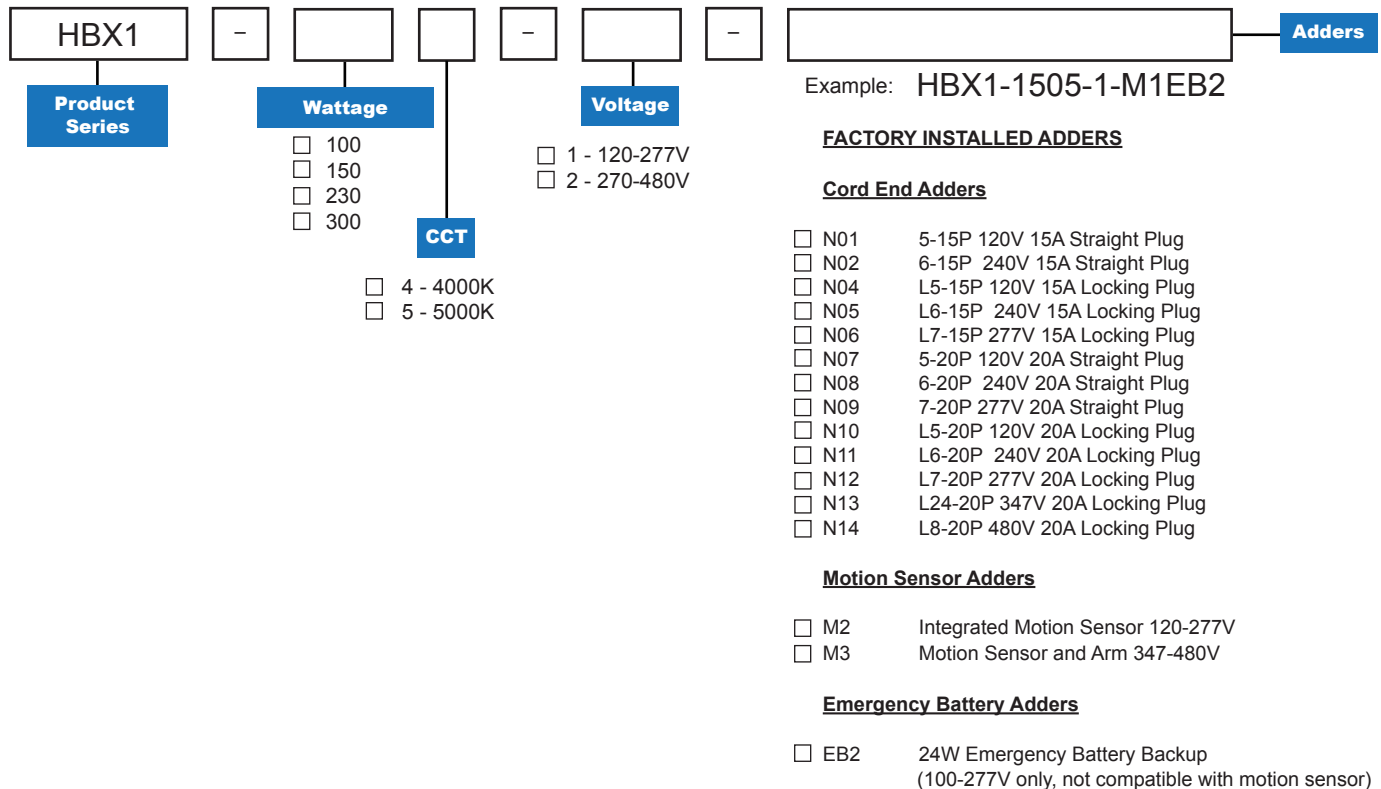 HBX1 - - - Adders
Example: HBX1-1505-1-M1EB2
Product
Series
Wattage
100
150
230
300
CCT
4 - 4000K
5 - 5000K
Voltage
1 - 120-277V
2 - 270-480V
FACTORY INSTALLED ADDERS
Cord End Adders
N01 5-15P 120V 15A Straight Plug
N02 6-15P 240V 15A Straight Plug
N04 L5-15P 120V 15A Locking Plug
N05 L6-15P 240V 15A Locking Plug
N06 L7-15P 277V 15A Locking Plug
N07 5-20P 120V 20A Straight Plug
N08 6-20P 240V 20A Straight Plug
N09 7-20P 277V 20A Straight Plug
N10 L5-20P 120V 20A Locking Plug
N11 L6-20P 240V 20A Locking Plug
N12 L7-20P 277V 20A Locking Plug
N13 L24-20P 347V 20A Locking Plug
N14 L8-20P 480V 20A Locking Plug
Motion Sensor Adders
M2 Integrated Motion Sensor 120-277V
M3 Motion Sensor and Arm 347-480V
Emergency Battery Adders
EB2 24W Emergency Battery Backup
(100-277V only, not compatible with motion sensor)